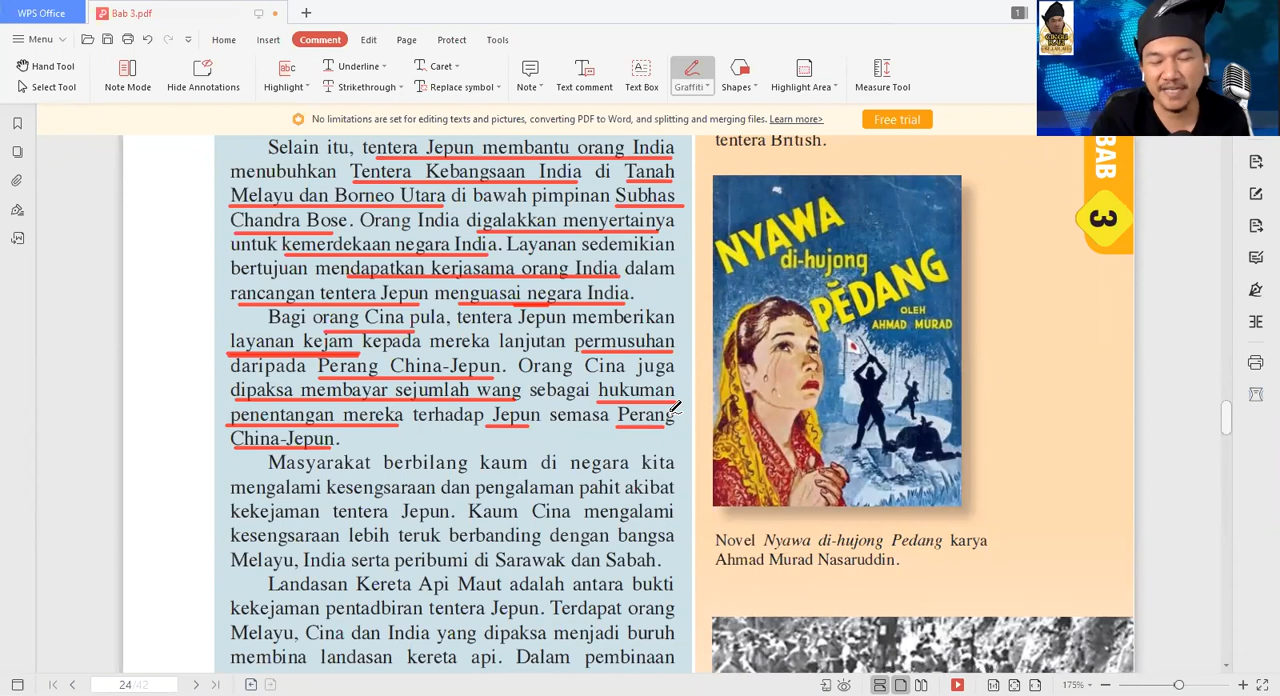 WPS Office
Bab 3.pdf
1
Menu
Home
Insert
Comment
Edit
Page
Protect
Tools
Hand Tool
Select Tool
Note Mode
Hide Annotations
Highlight
Underline
Strikethrough
Caret
Replace symbol
Note
Text comment
Text Box
Graffiti
Shapes
Highlight Area
Measure Tool
No limitations are set for editing texts and pictures, converting PDF to Word, and splitting and merging files. Learn more>
Free trial
Selain itu, tentera Jepun membantu orang India
menubuhkan Tentera Kebangsaan India di Tanah
Melayu dan Borneo Utara di bawah pimpinan Subhas
Chandra Bose. Orang India digalakkan menyertainya
untuk kemerdekaan negara India. Layanan sedemikian
bertujuan mendapatkan kerjasama orang India dalam
rancangan tentera Jepun menguasai negara India.
Bagi orang Cina pula, tentera Jepun memberikan
layanan kejam kepada mereka lanjutan permusuhan
daripada Perang China-Jepun. Orang Cina juga
dipaksa membayar sejumlah wang sebagai hukuman
penentangan mereka terhadap Jepun semasa Perang
China-Jepun.
Masyarakat berbilang kaum di negara kita
mengalami kesengsaraan dan pengalaman pahit akibat
kekejaman tentera Jepun. Kaum Cina mengalami
kesengsaraan lebih teruk berbanding dengan bangsa
Melayu, India serta peribumi di Sarawak dan Sabah.
Landasan Kereta Api Maut adalah antara bukti
kekejaman pentadbiran tentera Jepun. Terdapat orang
Melayu, Cina dan India yang dipaksa menjadi buruh
membina landasan kereta api. Dalam pembinaan
tentera British.
NYAWA
di-hujong
PĔDANG
OLEH
AHMAD MURAD
Novel Nyawa di-hujong Pedang karya
Ahmad Murad Nasaruddin.
BAB
3
24/42
175%